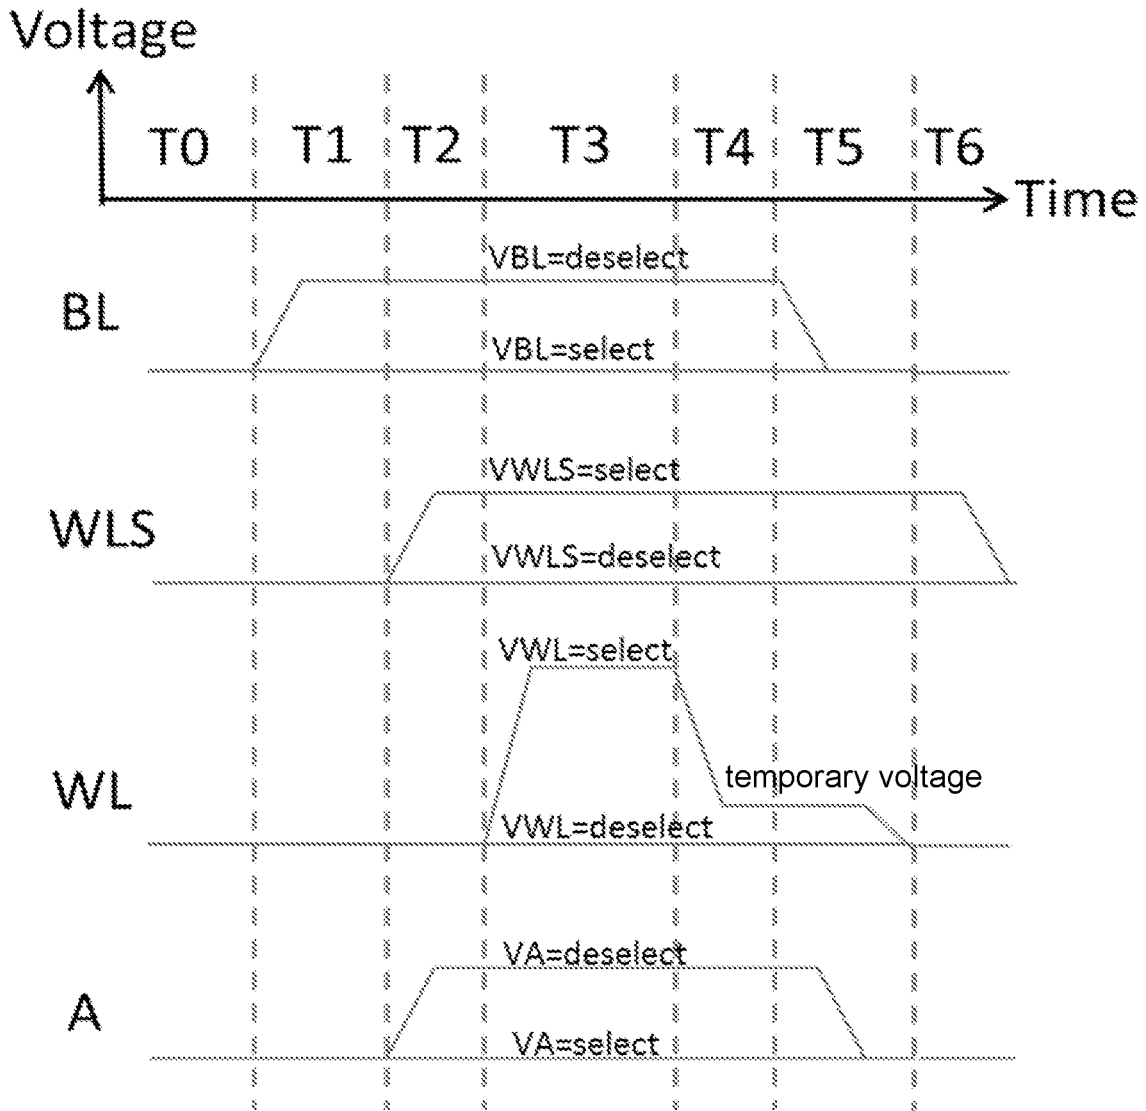 Voltage
T0 T1 T2 T3 T4 T5 T6
Time
VBL=deselect
BL
VBL=select
VWLS=select
WLS
VWLS=deselect
VWL=select
temporary voltage
WL
VWL=deselect
VA=deselect
A
VA=select